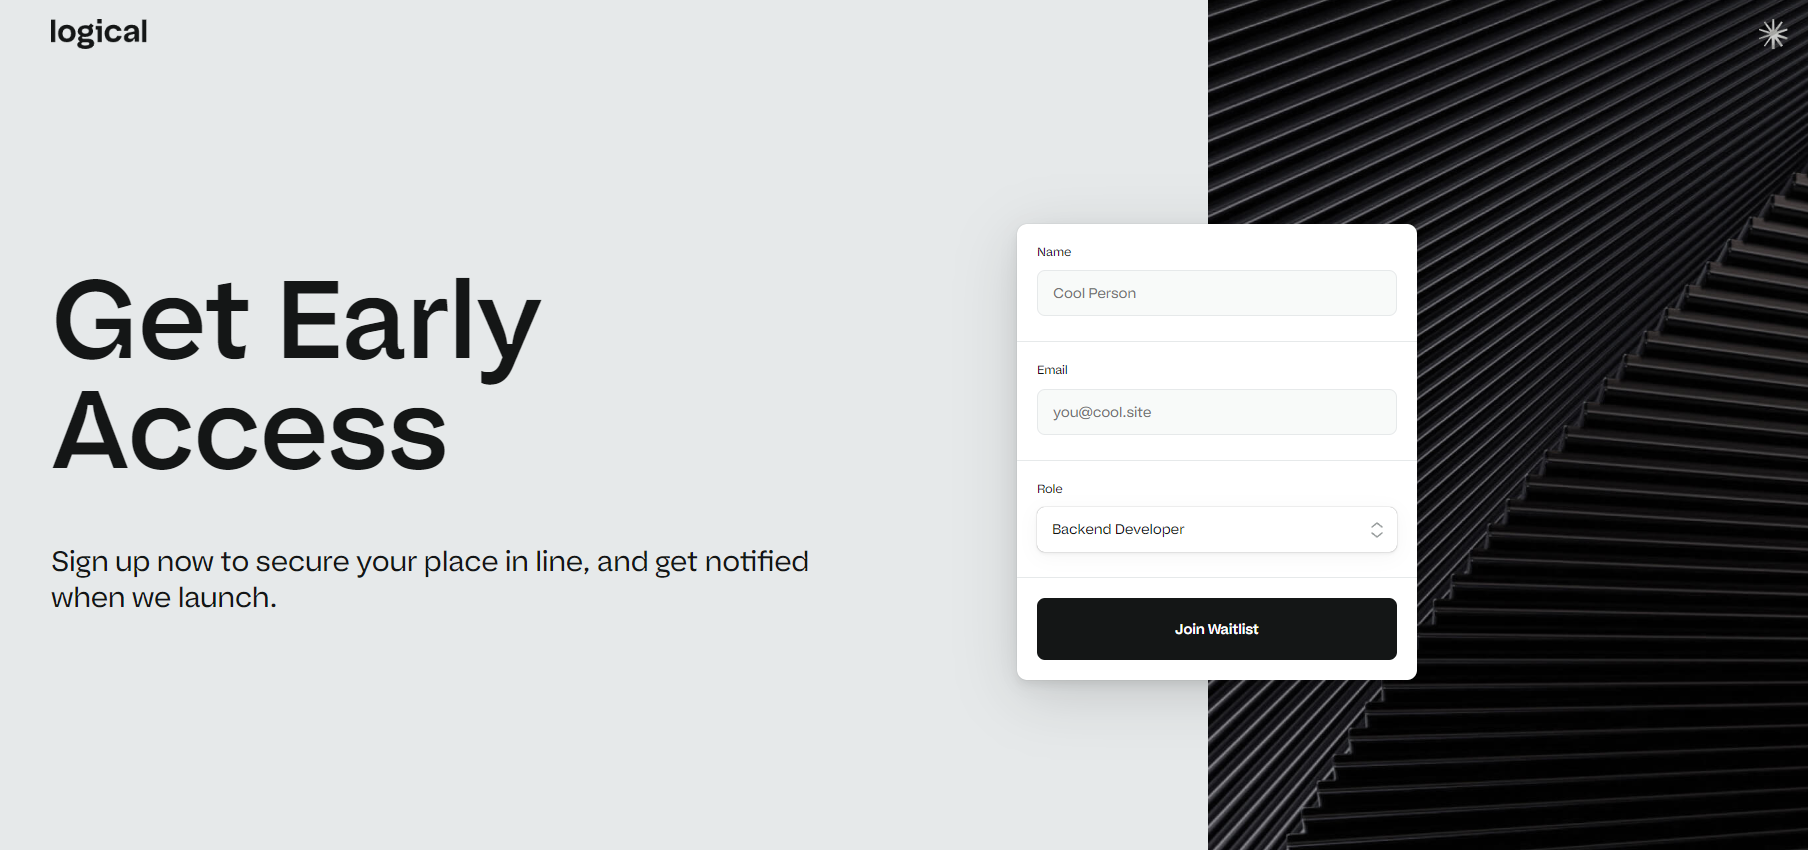 logical
Get Early
Access
Sign up now to secure your place in line, and get notified
when we launch.
Name
Cool Person
Email
you@cool.site
Role
Backend Developer
Join Waitlist